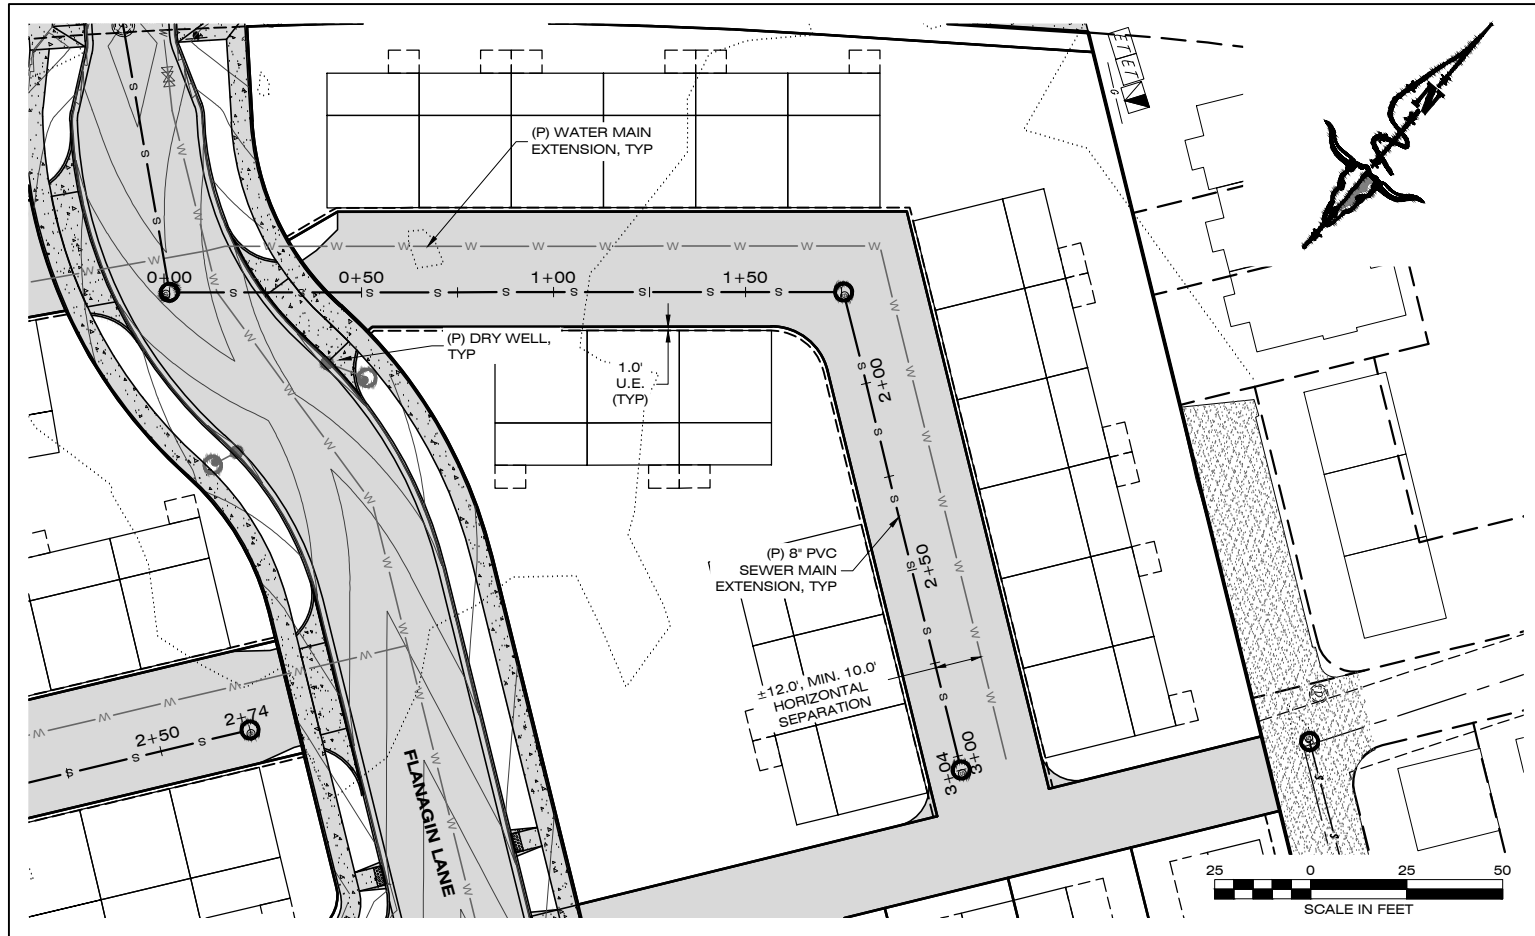 (P) WATER MAIN
EXTENSION, TYP
ET
ET
G
N
0+00
0+50
1+00
1+50
(P) DRY WELL,
TYP
1.0'
U.E.
(TYP)
2+00
(P) 8" PVC
SEWER MAIN
EXTENSION, TYP
2+50
±12.0', MIN. 10.0'
HORIZONTAL
SEPARATION
2+50
2+74
FLANAGIN LANE
3+04
3+00
25 0 25 50
SCALE IN FEET